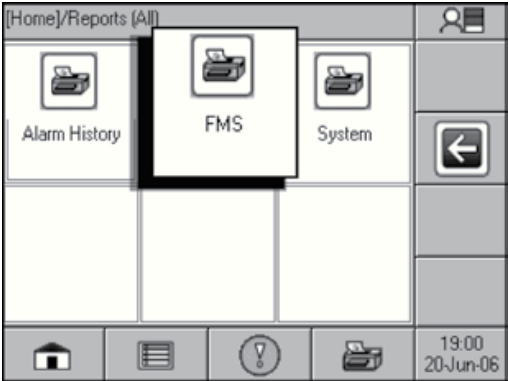 [Home]/Reports (All)
Alarm History
FMS
System
19:00
20-Jun-06